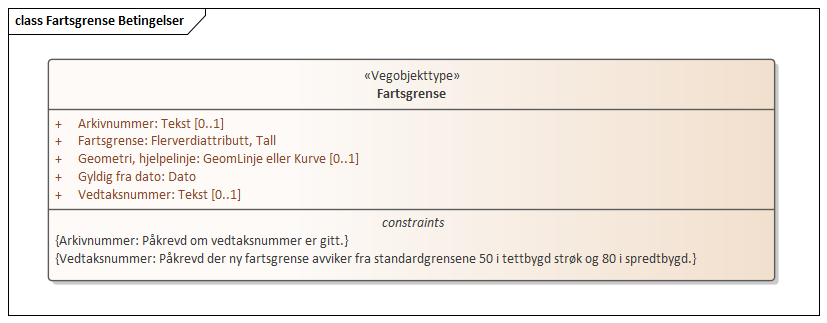 class Fartsgrense Betingelser
«Vegobjekttype»
Fartsgrense
+ Arkivnummer: Tekst [0..1]
+ Fartsgrense: Flerverdiattributt, Tall
+ Geometri, hjelpelinje: GeomLinje eller Kurve [0..1]
+ Gyldig fra dato: Dato
+ Vedtaksnummer: Tekst [0..1]
constraints
{Arkivnummer: Påkrevd om vedtaksnummer er gitt.}
{Vedtaksnummer: Påkrevd der ny fartsgrense avviker fra standardgrensene 50 i tettbygd strøk og 80 i spredtbygd.}